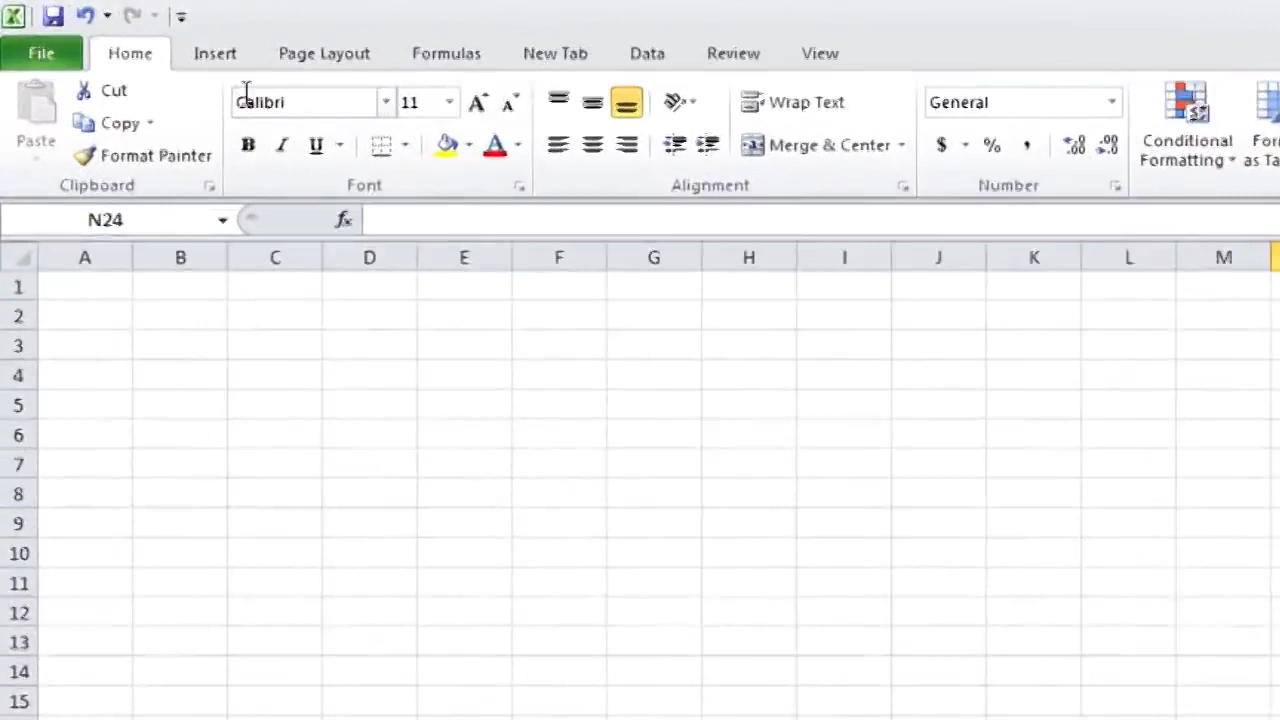 File Home Insert Page Layout Formulas New Tab Data Review View
Paste
Cut
Copy
Format Painter
Clipboard
Calibri 11
B I U
Font
Wrap Text
Merge & Center
Alignment
General
$ % ,
.00 .00
Number
Conditional Formatting
N24 fx
A B C D E F G H I J K L M
1
2
3
4
5
6
7
8
9
10
11
12
13
14
15